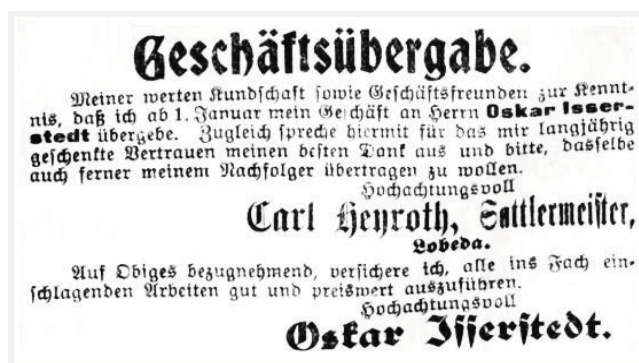 Geschäftsübergabe.
Meiner werten Kundschaft sowie Geschäftsfreunden zur Kennt-
nis, daß ich ab 1. Januar mein Geschäft an Herrn Oskar Isser-
stedt übergebe. Zugleich spreche hiermit für das mir langjährig
geschenkte Vertrauen meinen besten Dank aus und bitte, dasselbe
auch ferner meinem Nachfolger übertragen zu wollen.
Hochachtungsvoll
Carl Heyroth, Sattlermeister,
Lobeda.
Auf Obiges bezugnehmend, versichere ich, alle ins Fach ein-
schlagenden Arbeiten gut und preiswert auszuführen.
Hochachtungsvoll
Oskar Isserstedt.